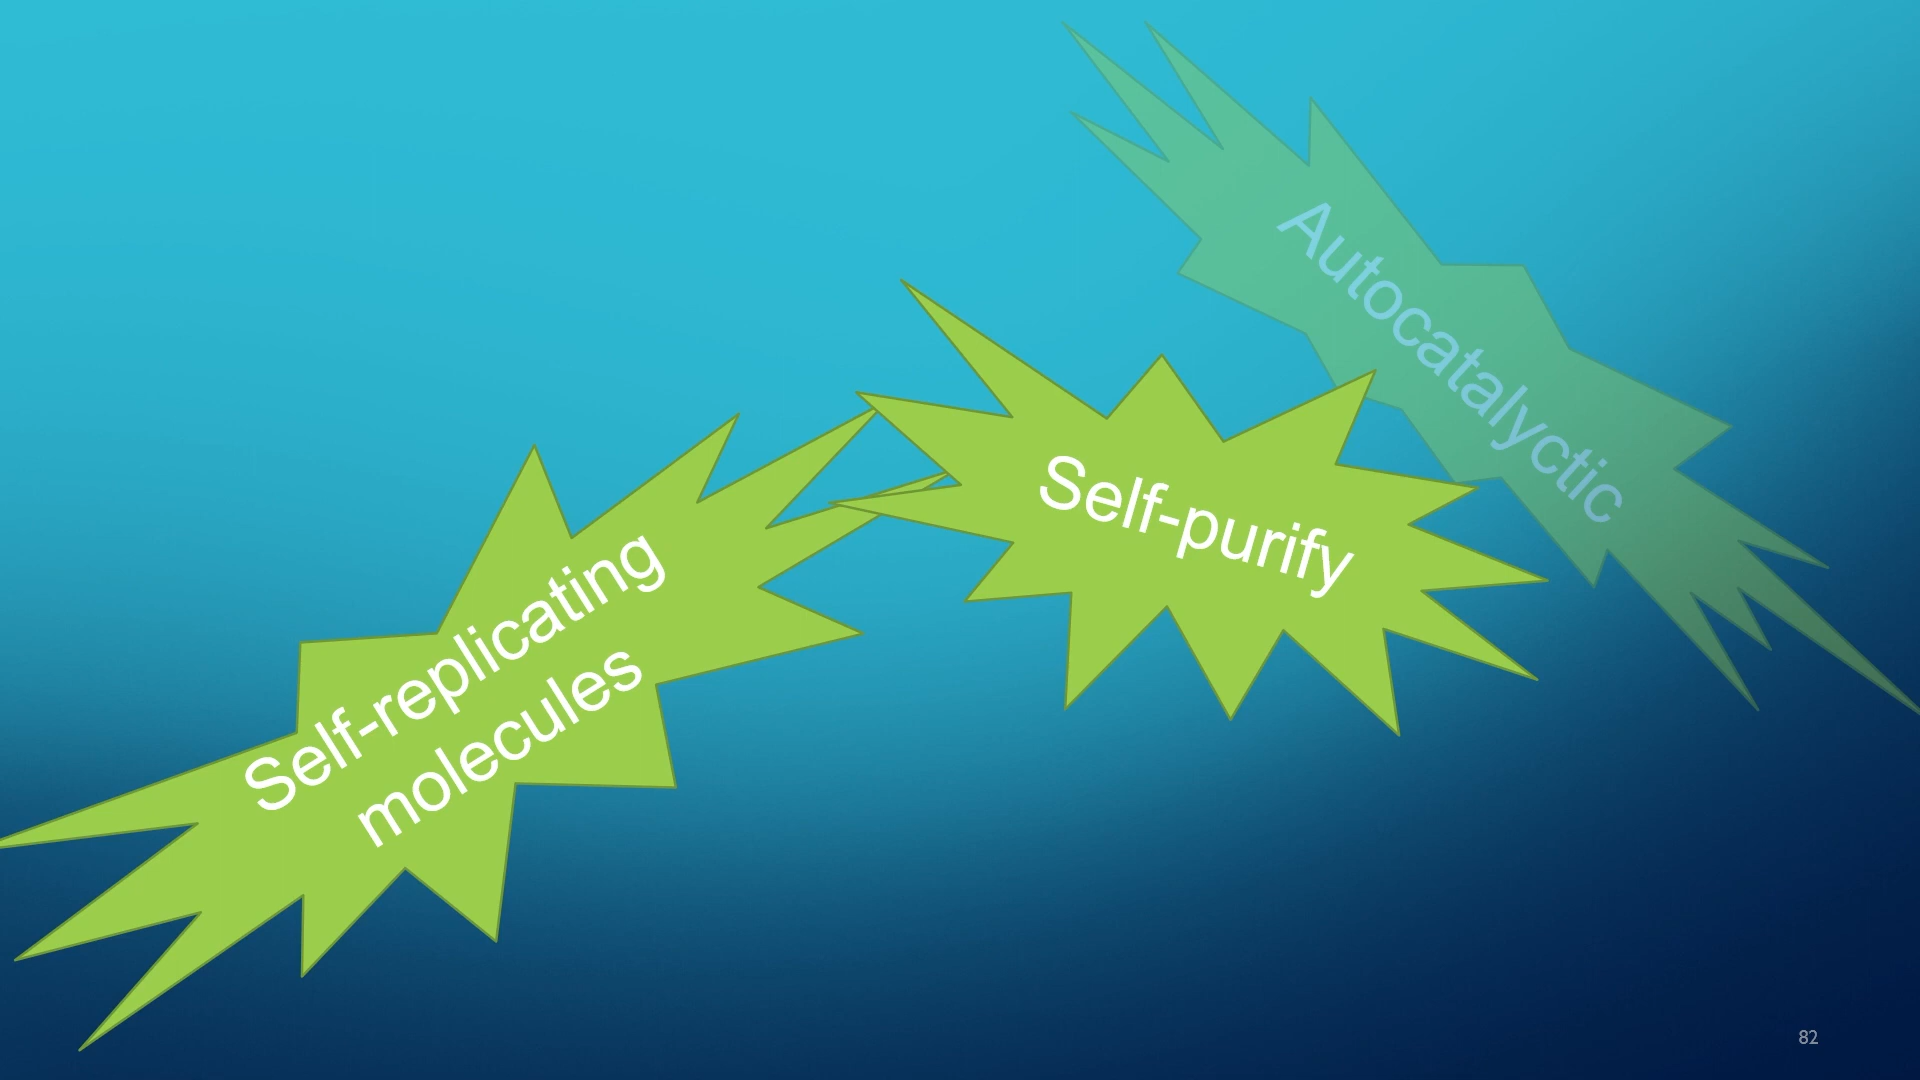 Self-replicating
molecules
Self-purify
Autocatalyctic
82